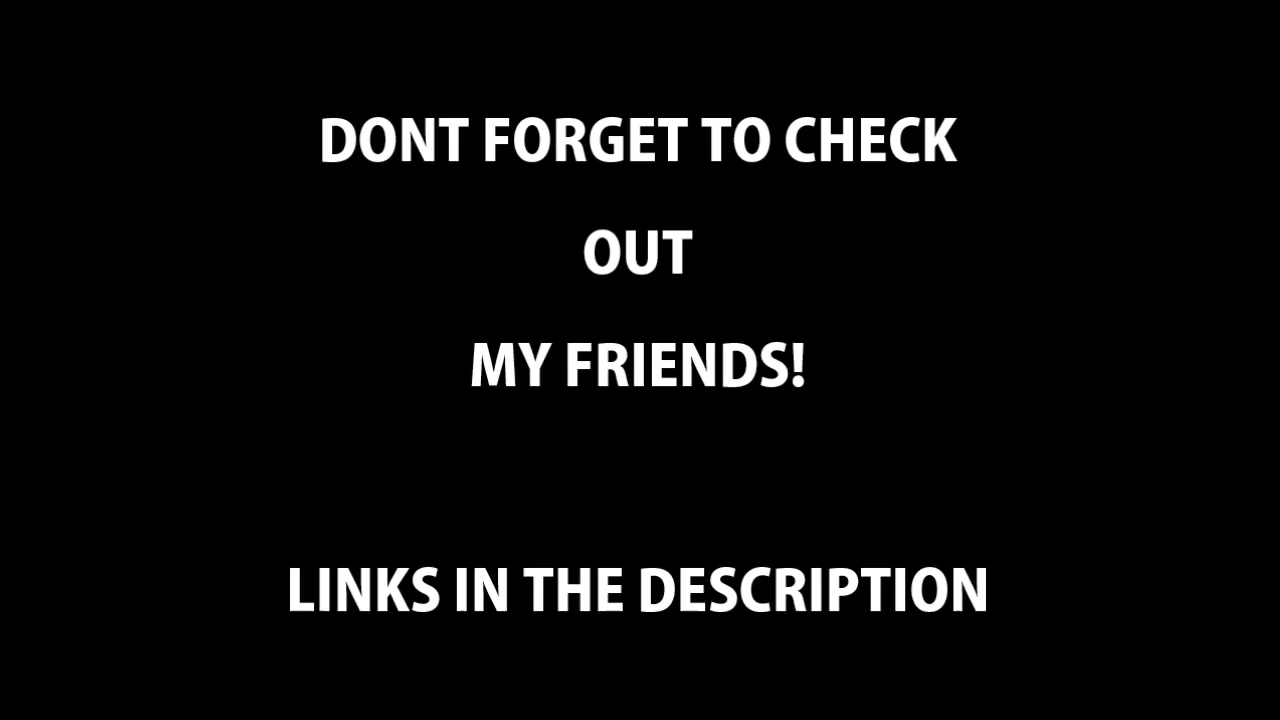 DONT FORGET TO CHECK
OUT
MY FRIENDS!
LINKS IN THE DESCRIPTION